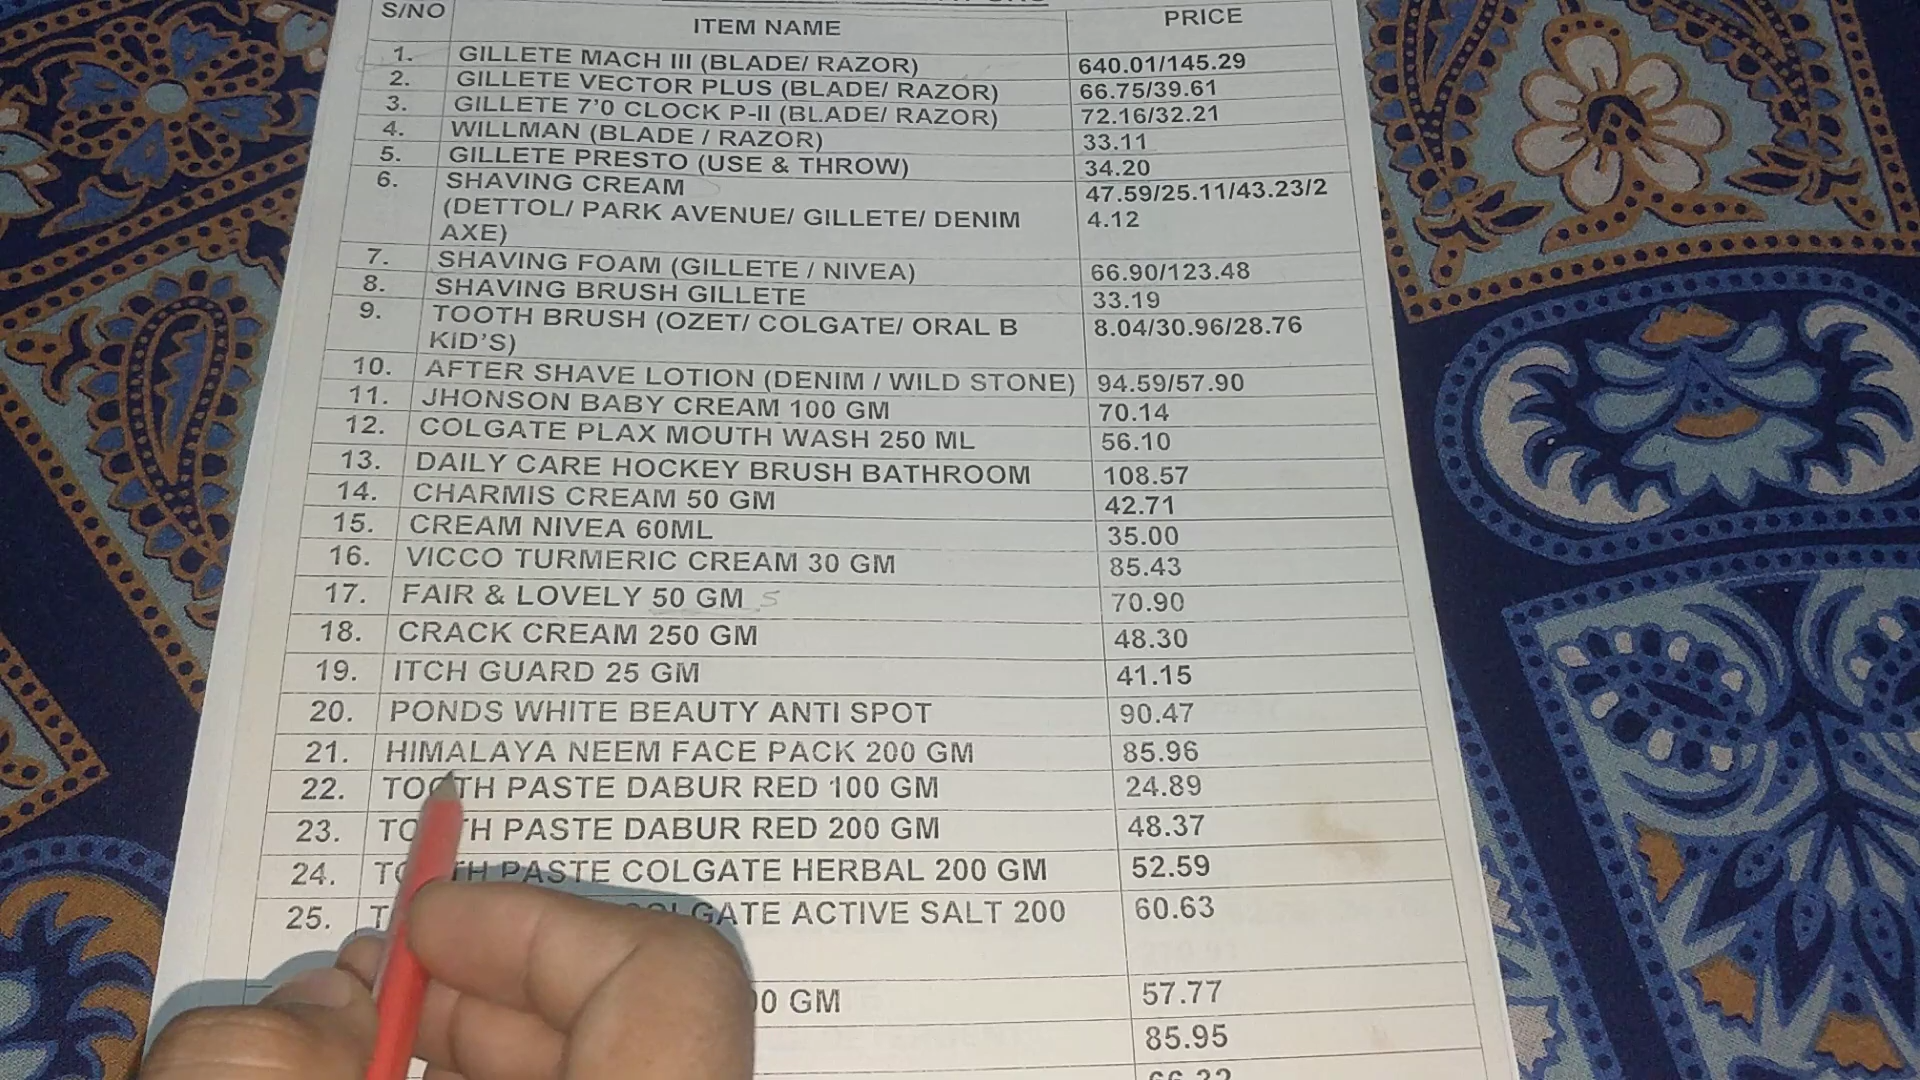 S/NO ITEM NAME PRICE
1. GILLETE MACH III (BLADE/ RAZOR) 640.01/145.29
2. GILLETE VECTOR PLUS (BLADE/ RAZOR) 66.75/39.61
3. GILLETE 7'0 CLOCK P-II (BLADE/ RAZOR) 72.16/32.21
4. WILLMAN (BLADE / RAZOR) 33.11
5. GILLETE PRESTO (USE & THROW) 34.20
6. SHAVING CREAM 47.59/25.11/43.23/2
(DETTOL/ PARK AVENUE/ GILLETE/ DENIM 4.12
AXE)
7. SHAVING FOAM (GILLETE / NIVEA) 66.90/123.48
8. SHAVING BRUSH GILLETE 33.19
9. TOOTH BRUSH (OZET/ COLGATE/ ORAL B 8.04/30.96/28.76
KID'S)
10. AFTER SHAVE LOTION (DENIM / WILD STONE) 94.59/57.90
11. JHONSON BABY CREAM 100 GM 70.14
12. COLGATE PLAX MOUTH WASH 250 ML 56.10
13. DAILY CARE HOCKEY BRUSH BATHROOM 108.57
14. CHARMIS CREAM 50 GM 42.71
15. CREAM NIVEA 60ML 35.00
16. VICCO TURMERIC CREAM 30 GM 85.43
17. FAIR & LOVELY 50 GM 70.90
18. CRACK CREAM 250 GM 48.30
19. ITCH GUARD 25 GM 41.15
20. PONDS WHITE BEAUTY ANTI SPOT 90.47
21. HIMALAYA NEEM FACE PACK 200 GM 85.96
22. TOOTH PASTE DABUR RED 100 GM 24.89
23. TOOTH PASTE DABUR RED 200 GM 48.37
24. TOOTH PASTE COLGATE HERBAL 200 GM 52.59
25. COLGATE ACTIVE SALT 200 60.63
GM 57.77
85.95